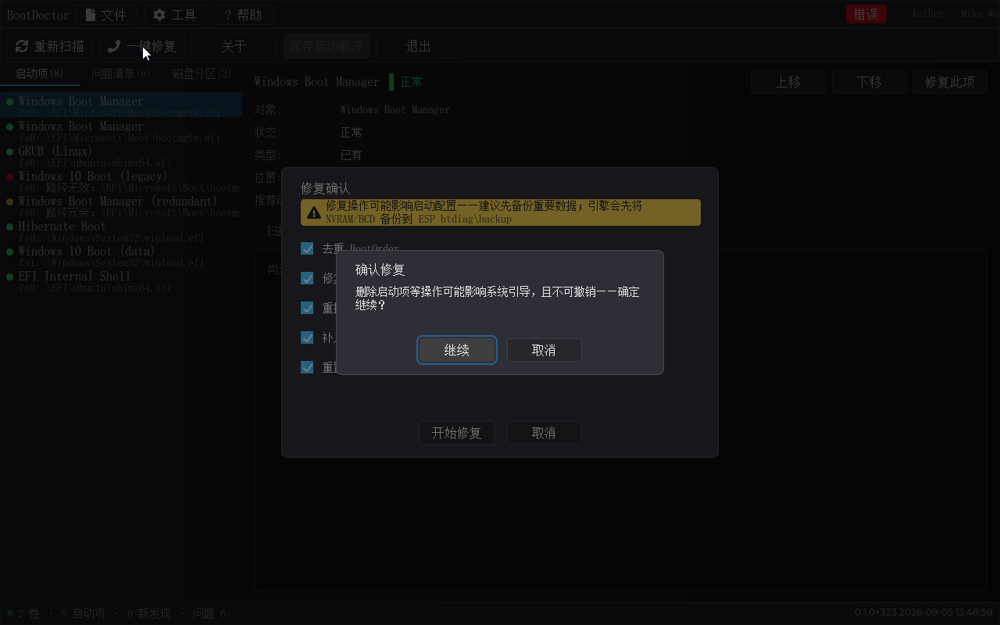 BootDoctor
文件
工具
? 帮助
错误
Author : Mike Wu
重新扫描
一键修复
关于
保存启动顺序
退出
启动项(8)
问题清单(6)
磁盘分区(2)
Windows Boot Manager
fs0: \EFI\Microsoft\Boot\bootmgfw.efi
Windows Boot Manager
fs0: \EFI\Microsoft\Boot\bootmgfw.efi
GRUB (Linux)
fs0: \EFI\ubuntu\shimx64.efi
Windows 10 Boot (legacy)
fs0: 路径无效: \EFI\Microsoft\Boot\bootm
Windows Boot Manager (redundant)
fs0: 路径冗余: \EFI\Microsoft\Boot\bootm
Hibernate Boot
fs0: \Windows\System32\winload.efi
Windows 10 Boot (data)
fs1: \Windows\System32\winload.efi
EFI Internal Shell
fs0: \EFI\ubuntu\shimx64.efi
Windows Boot Manager
正常
上移
下移
修复此项
对象:
Windows Boot Manager
状态:
正常
类型:
已有
位置:
推荐
修复确认
修复操作可能影响启动配置——建议先备份重要数据；引擎会先将
NVRAM/BCD 备份到 ESP btdiag\backup
去重 BootOrder
修
重
补
重
确认修复
删除启动项等操作可能影响系统引导，且不可撤销——确定
继续？
继续
取消
开始修复
取消
2 卷 · 8 启动项 · 0 新发现 · 问题 6
0.1.0+323.2026-09-05 13:48:58